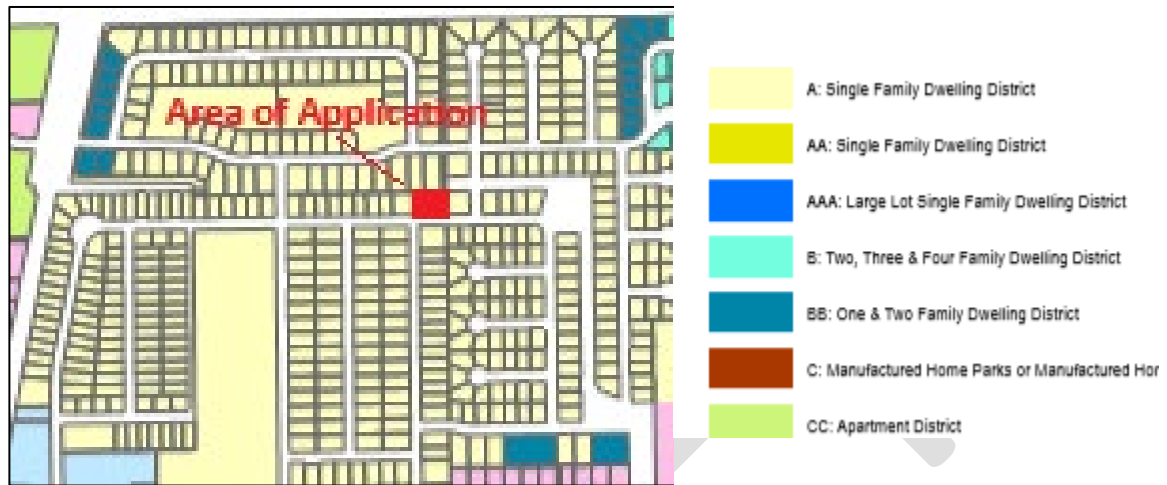 Area of Application
A: Single Family Dwelling District
AA: Single Family Dwelling District
AAA: Large Lot Single Family Dwelling District
B: Two, Three & Four Family Dwelling District
BB: One & Two Family Dwelling District
C: Manufactured Home Parks or Manufactured Hor
CC: Apartment District